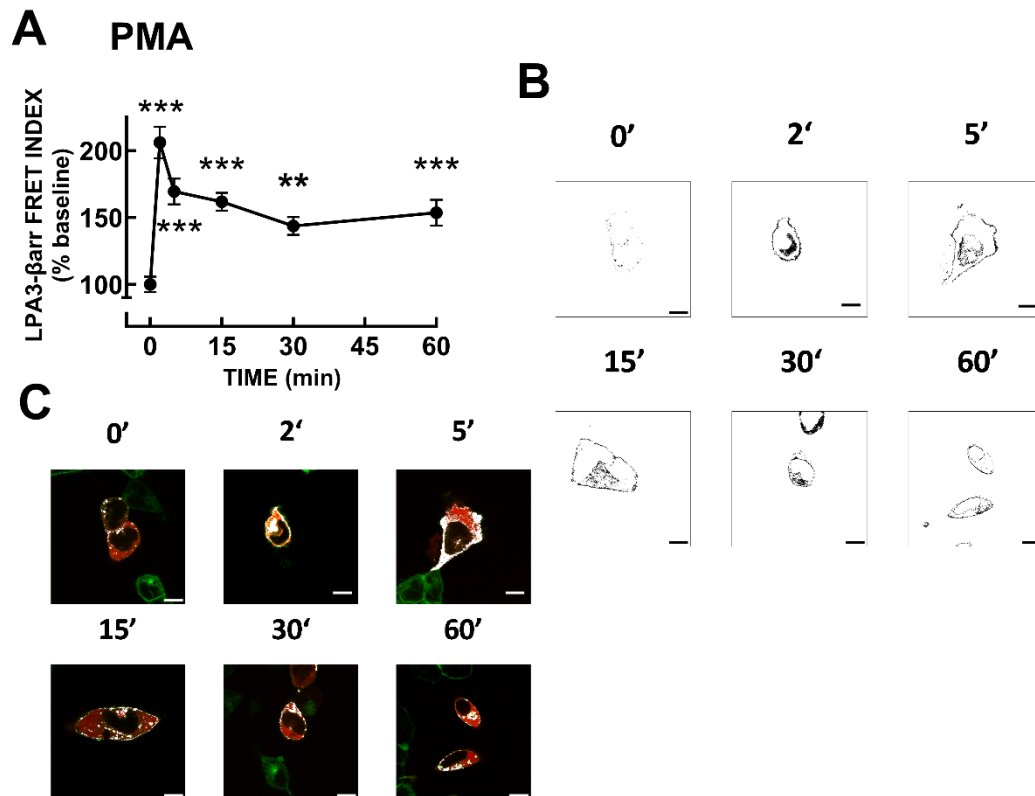 A PMA
LPA3-βarr FRET INDEX
(% baseline)
200
150
100
***
***
***
**
***
0 15 30 45 60
TIME (min)
B
0’ 2‘ 5’
15’ 30‘ 60’
C
0’ 2‘ 5’
15’ 30‘ 60’